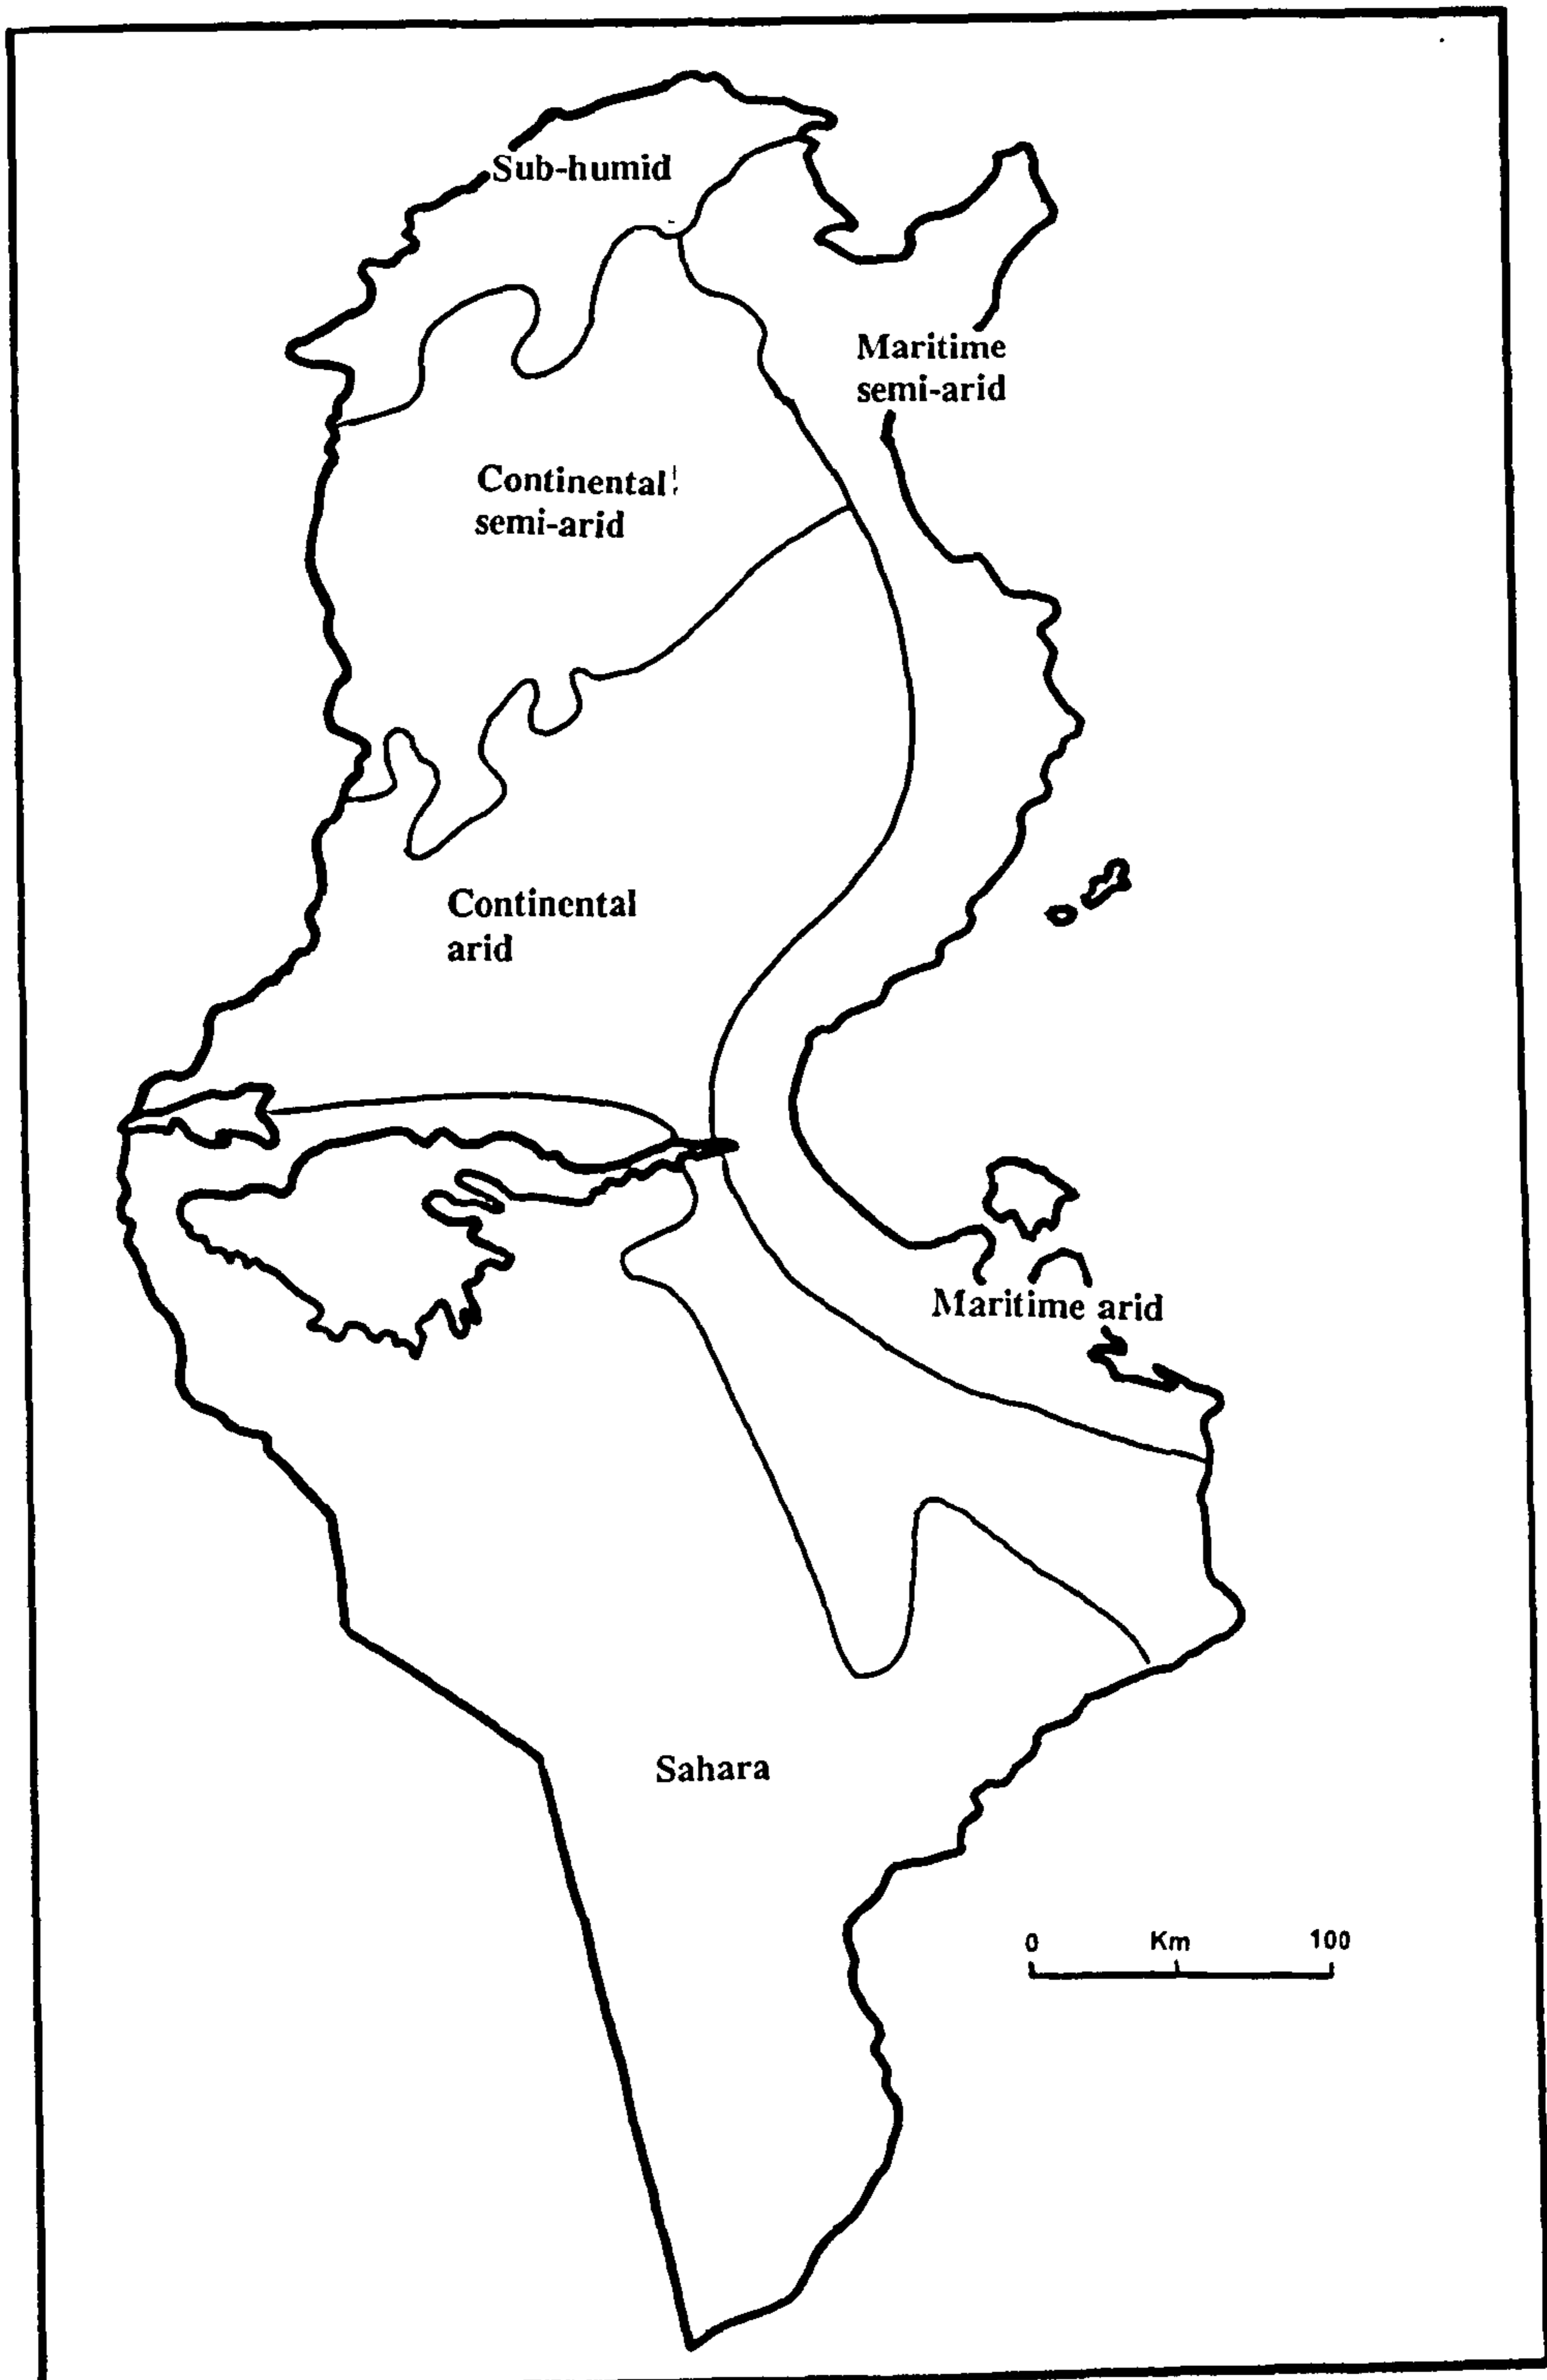 Sub-humid
Maritime
semi-arid
Continental
semi-arid
Continental
arid
Maritime arid
Sahara
0 Km 100